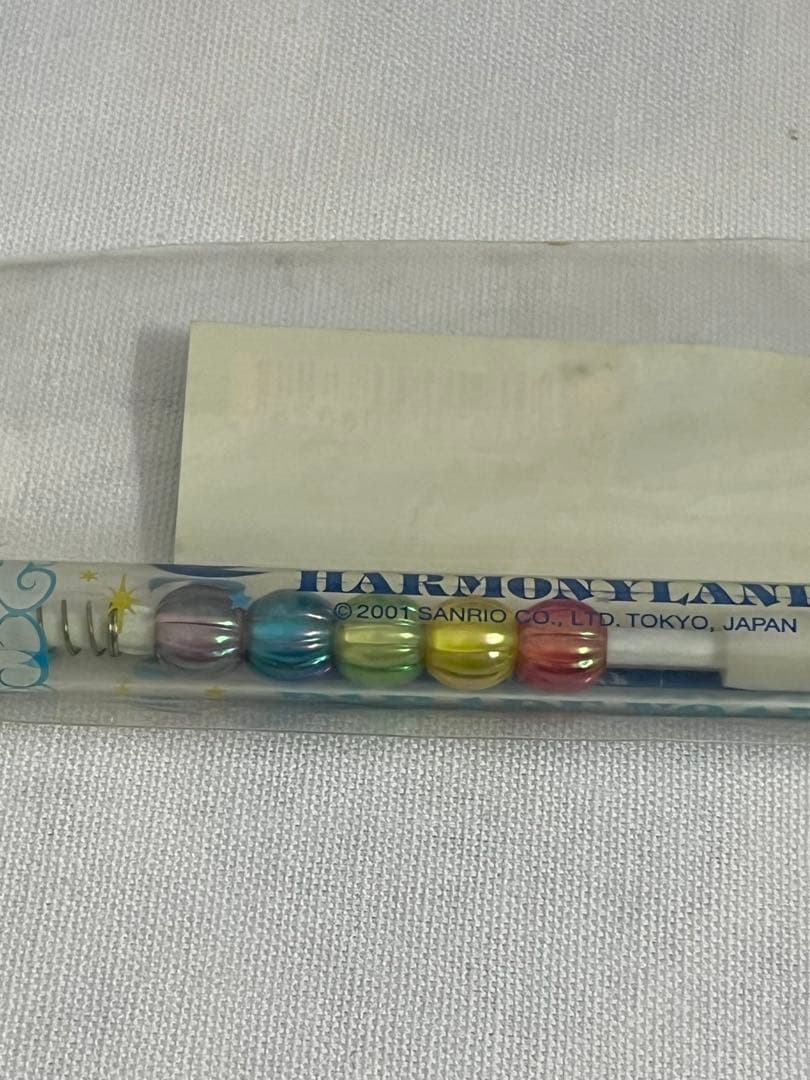 HARMONYLAND
© 2001 SANRIO CO., LTD. TOKYO, JAPAN